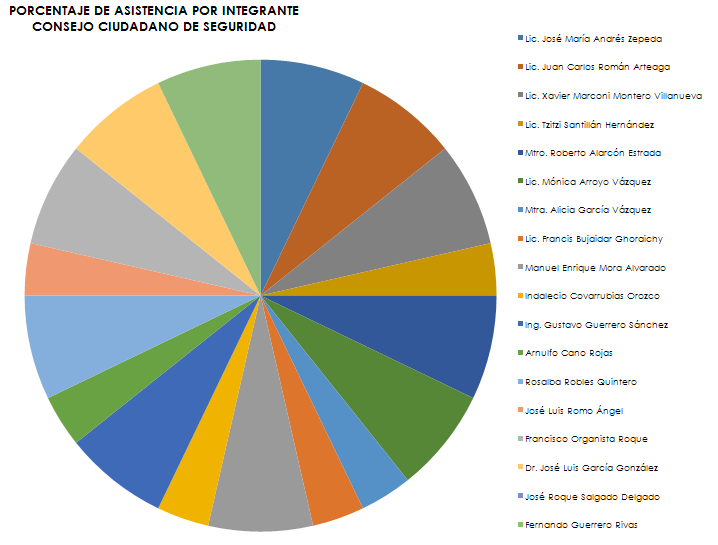 PORCENTAJE DE ASISTENCIA POR INTEGRANTE
CONSEJO CIUDADANO DE SEGURIDAD
Lic. José María Andrés Zepeda
Lic. Juan Carlos Román Arteaga
Lic. Xavier Marconi Montero Villanueva
Lic. Tzitzi Santillán Hernández
Mtro. Roberto Alarcón Estrada
Lic. Mónica Arroyo Vázquez
Mtra. Alicia García Vázquez
Lic. Francis Bujaidar Ghoraichy
Manuel Enrique Mora Alvarado
Indalecio Covarrubias Orozco
Ing. Gustavo Guerrero Sánchez
Arnulfo Cano Rojas
Rosalba Robles Quintero
José Luis Romo Ángel
Francisco Organista Roque
Dr. José Luis García González
José Roque Salgado Delgado
Fernando Guerrero Rivas